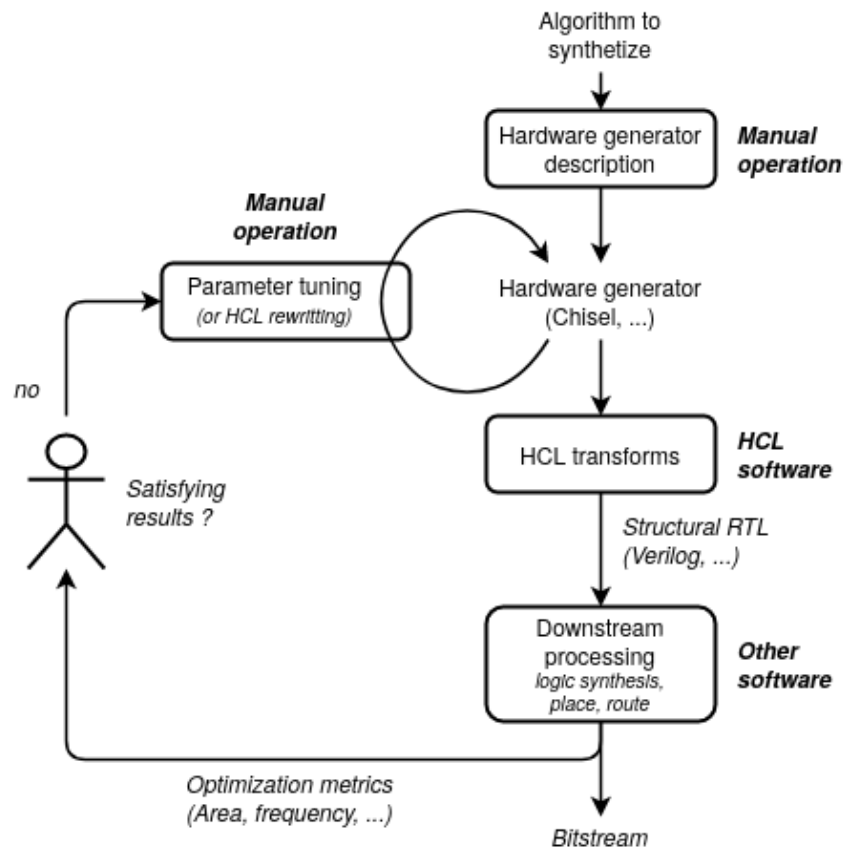 Algorithm to
synthetize
Hardware generator
description
Manual
operation
Manual
operation
Parameter tuning
(or HCL rewritting)
Hardware generator
(Chisel, ...)
no
HCL transforms
HCL
software
Satisfying
results ?
Structural RTL
(Verilog, ...)
Downstream
processing
logic synthesis,
place, route
Other
software
Optimization metrics
(Area, frequency, ...)
Bitstream